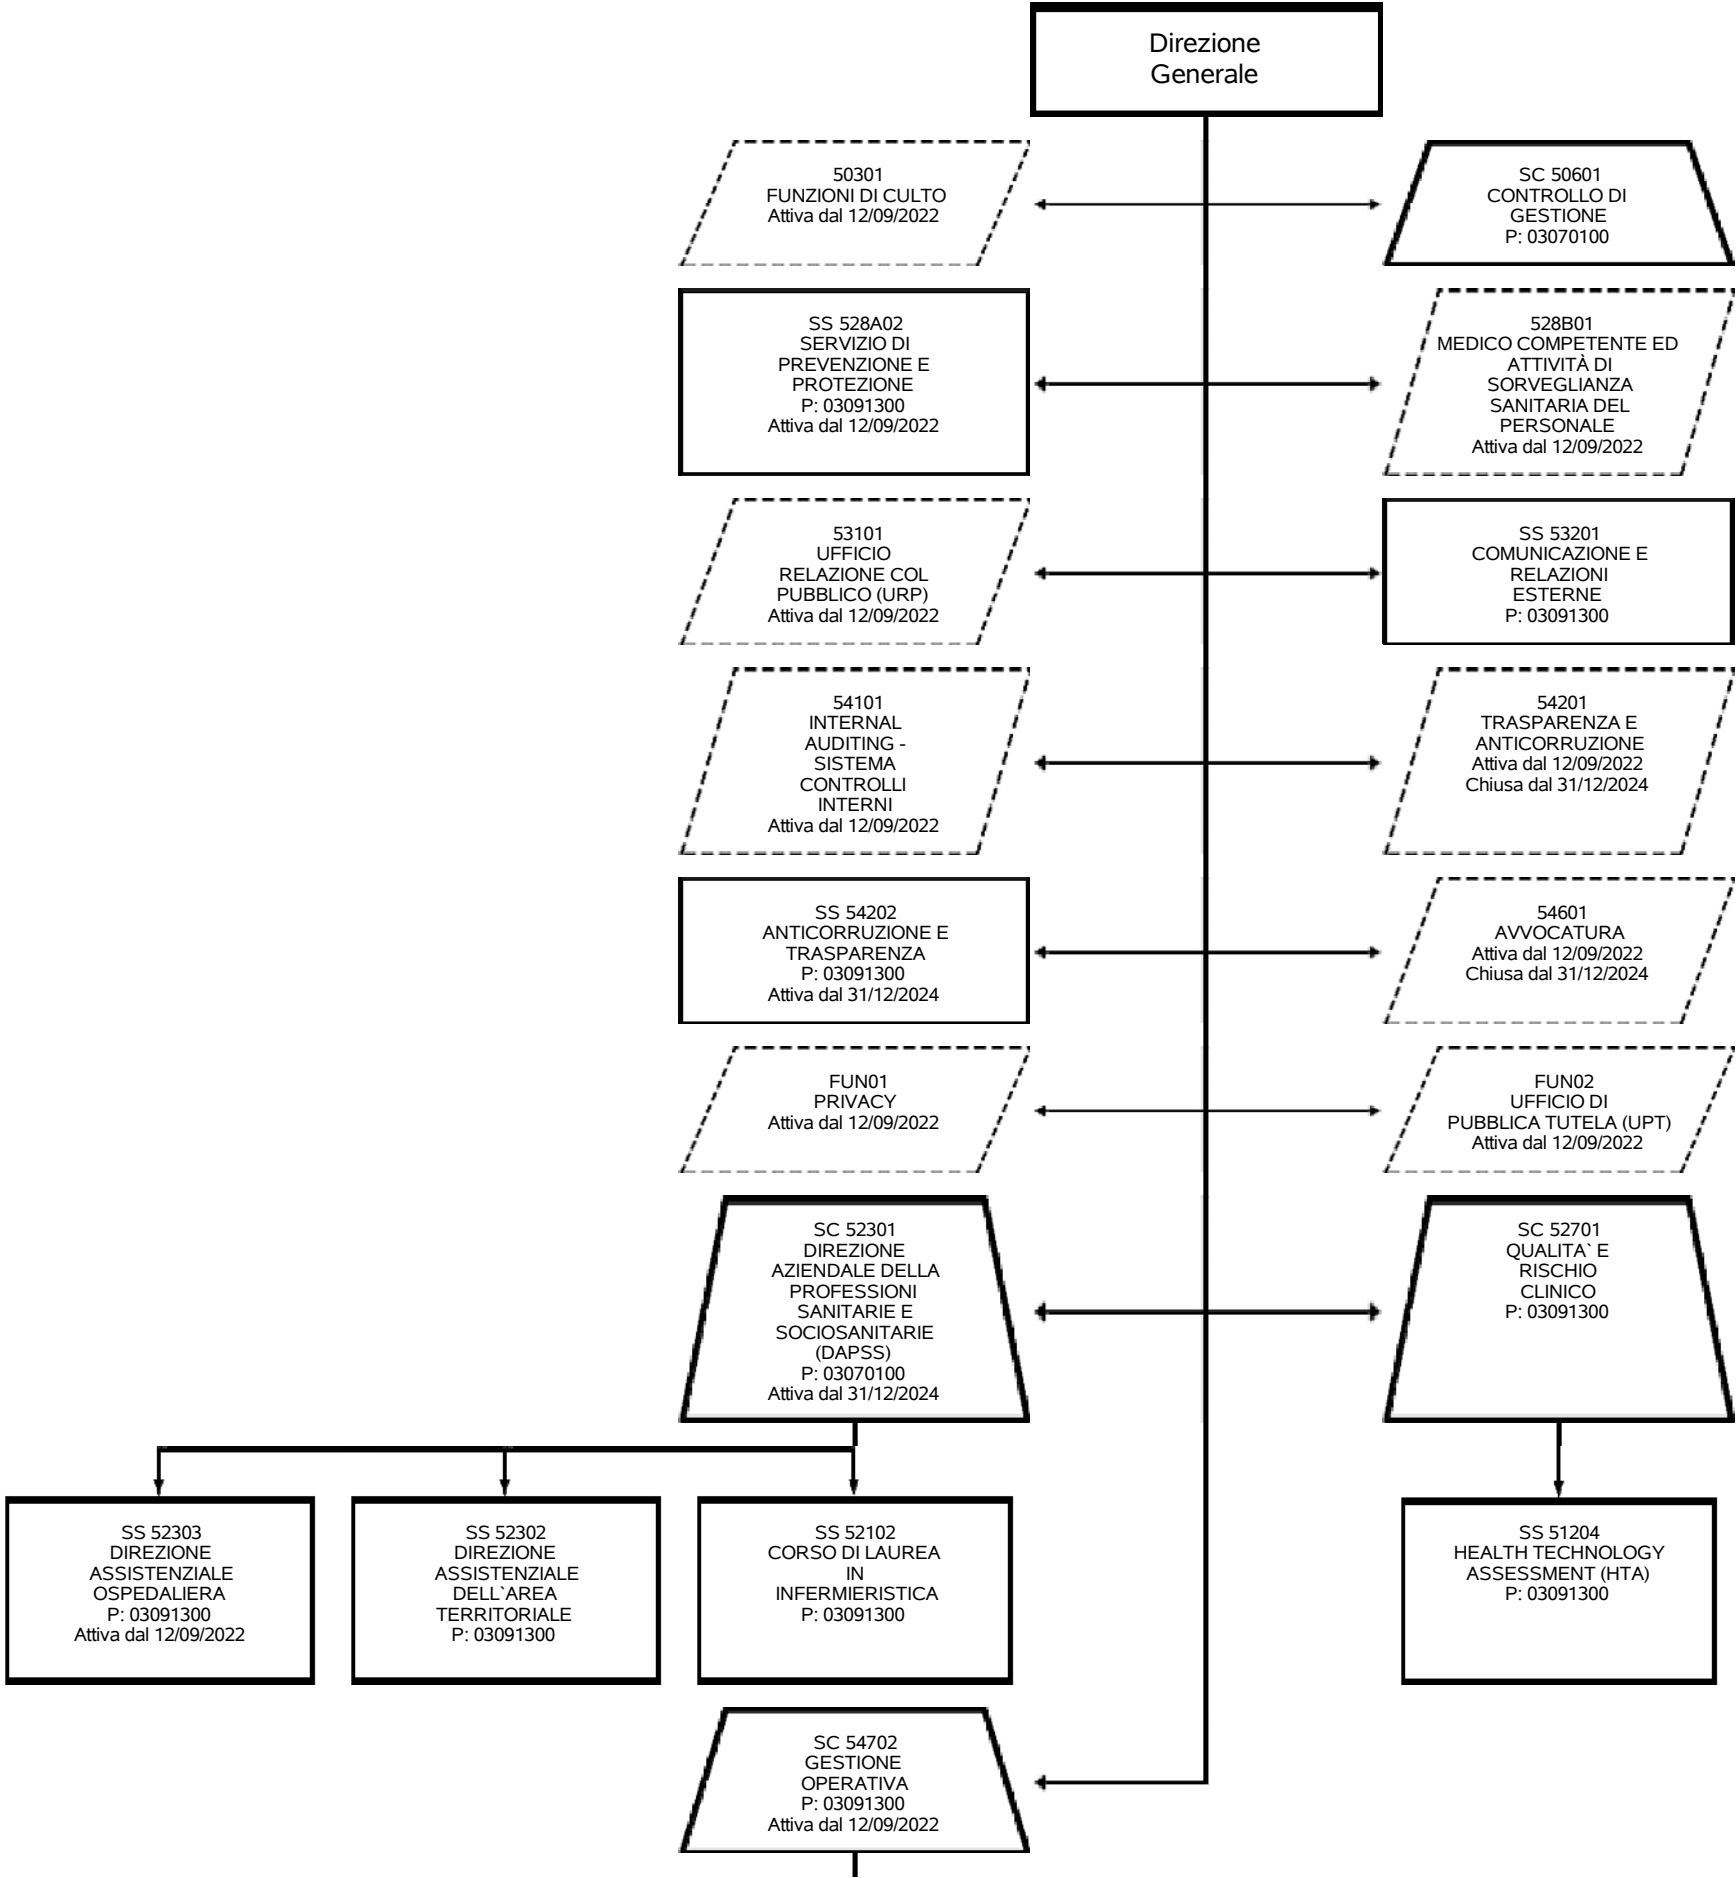 Direzione
Generale
50301
FUNZIONI DI CULTO
Attiva dal 12/09/2022
SC 50601
CONTROLLO DI
GESTIONE
P: 03070100
SS 528A02
SERVIZIO DI
PREVENZIONE E
PROTEZIONE
P: 03091300
Attiva dal 12/09/2022
528B01
MEDICO COMPETENTE ED
ATTIVITÀ DI
SORVEGLIANZA
SANITARIA DEL
PERSONALE
Attiva dal 12/09/2022
53101
UFFICIO
RELAZIONE COL
PUBBLICO (URP)
Attiva dal 12/09/2022
SS 53201
COMUNICAZIONE E
RELAZIONI
ESTERNE
P: 03091300
54101
INTERNAL
AUDITING -
SISTEMA
CONTROLLI
INTERNI
Attiva dal 12/09/2022
54201
TRASPARENZA E
ANTICORRUZIONE
Attiva dal 12/09/2022
Chiusa dal 31/12/2024
SS 54202
ANTICORRUZIONE E
TRASPARENZA
P: 03091300
Attiva dal 31/12/2024
54601
AVVOCATURA
Attiva dal 12/09/2022
Chiusa dal 31/12/2024
FUN01
PRIVACY
Attiva dal 12/09/2022
FUN02
UFFICIO DI
PUBBLICA TUTELA (UPT)
Attiva dal 12/09/2022
SC 52301
DIREZIONE
AZIENDALE DELLA
PROFESSIONI
SANITARIE E
SOCIOSANITARIE
(DAPSS)
P: 03070100
Attiva dal 31/12/2024
SC 52701
QUALITA` E
RISCHIO
CLINICO
P: 03091300
SS 52303
DIREZIONE
ASSISTENZIALE
OSPEDALIERA
P: 03091300
Attiva dal 12/09/2022
SS 52302
DIREZIONE
ASSISTENZIALE
DELL`AREA
TERRITORIALE
P: 03091300
SS 52102
CORSO DI LAUREA
IN
INFERMIERISTICA
P: 03091300
SS 51204
HEALTH TECHNOLOGY
ASSESSMENT (HTA)
P: 03091300
SC 54702
GESTIONE
OPERATIVA
P: 03091300
Attiva dal 12/09/2022